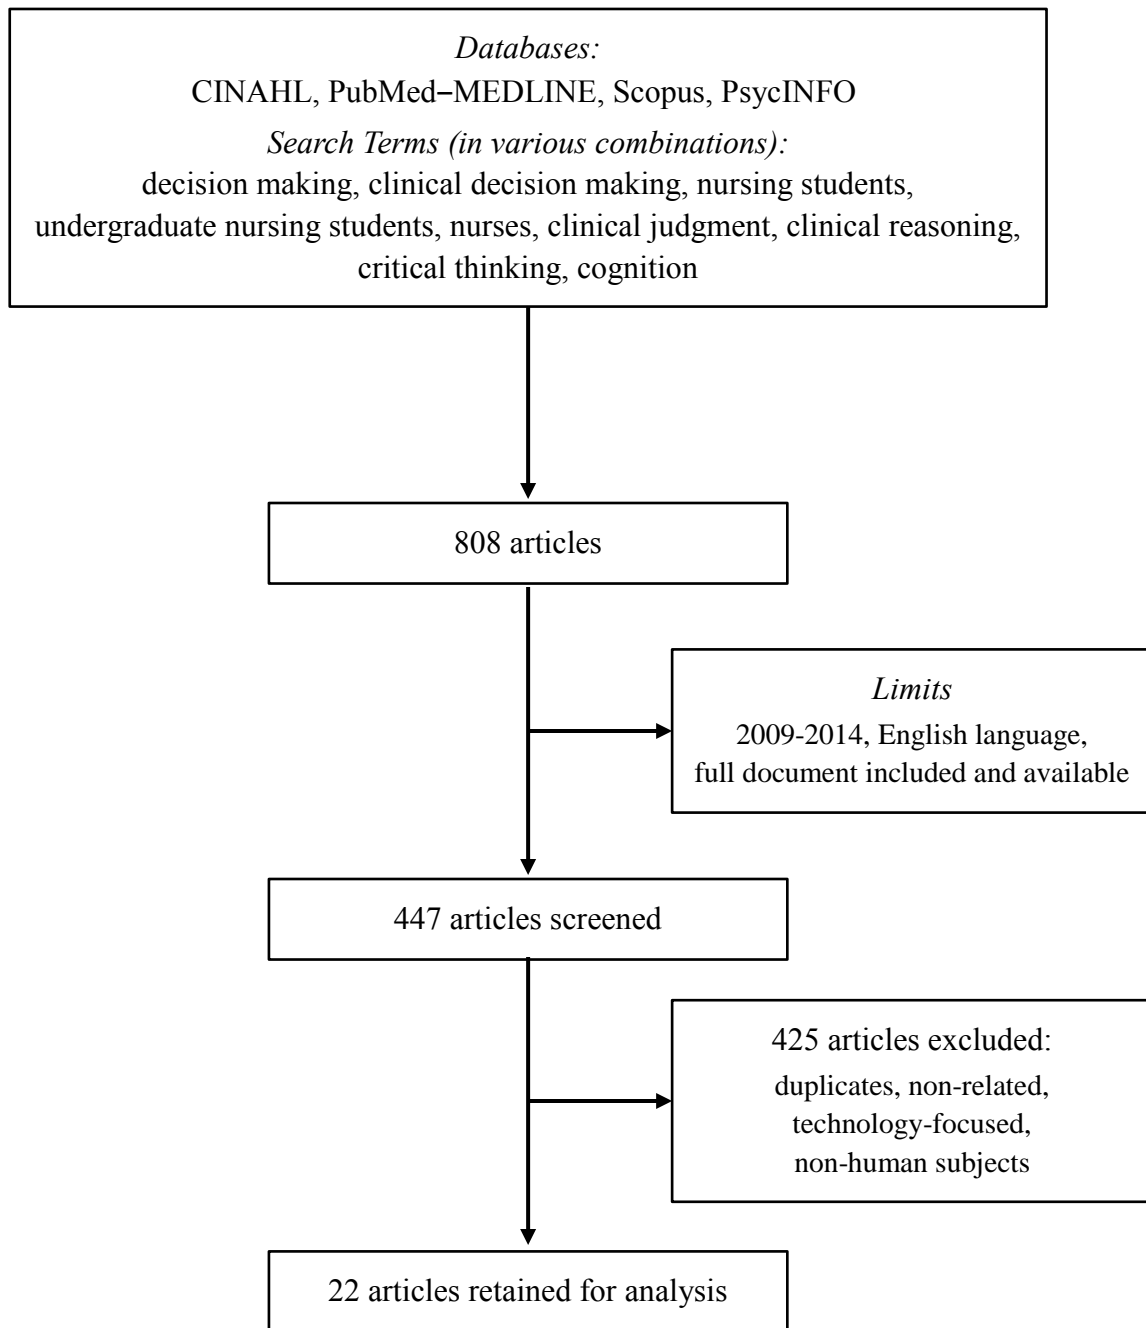 Databases:
CINAHL, PubMed–MEDLINE, Scopus, PsycINFO
Search Terms (in various combinations):
decision making, clinical decision making, nursing students,
undergraduate nursing students, nurses, clinical judgment, clinical reasoning,
critical thinking, cognition
808 articles
Limits
2009-2014, English language,
full document included and available
447 articles screened
425 articles excluded:
duplicates, non-related,
technology-focused,
non-human subjects
22 articles retained for analysis